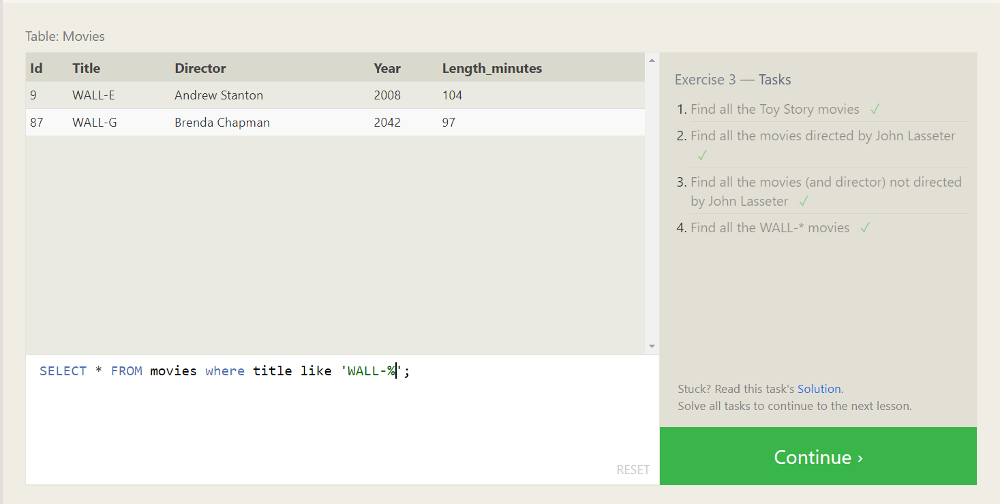 Table: Movies
Id Title Director Year Length_minutes
9 WALL-E Andrew Stanton 2008 104
87 WALL-G Brenda Chapman 2042 97
SELECT * FROM movies where title like 'WALL-%';
RESET
Exercise 3 — Tasks
1. Find all the Toy Story movies ✓
2. Find all the movies directed by John Lasseter
✓
3. Find all the movies (and director) not directed
by John Lasseter ✓
4. Find all the WALL-* movies ✓
Stuck? Read this task's Solution.
Solve all tasks to continue to the next lesson.
Continue ›